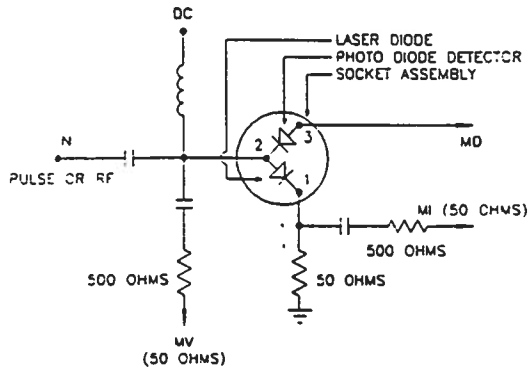 DC
LASER DIODE
PHOTO DIODE DETECTOR
SOCKET ASSEMBLY
N
2
3
MD
PULSE OR RF
1
MI (50 OHMS)
500 OHMS
500 OHMS
50 OHMS
MV
(50 OHMS)